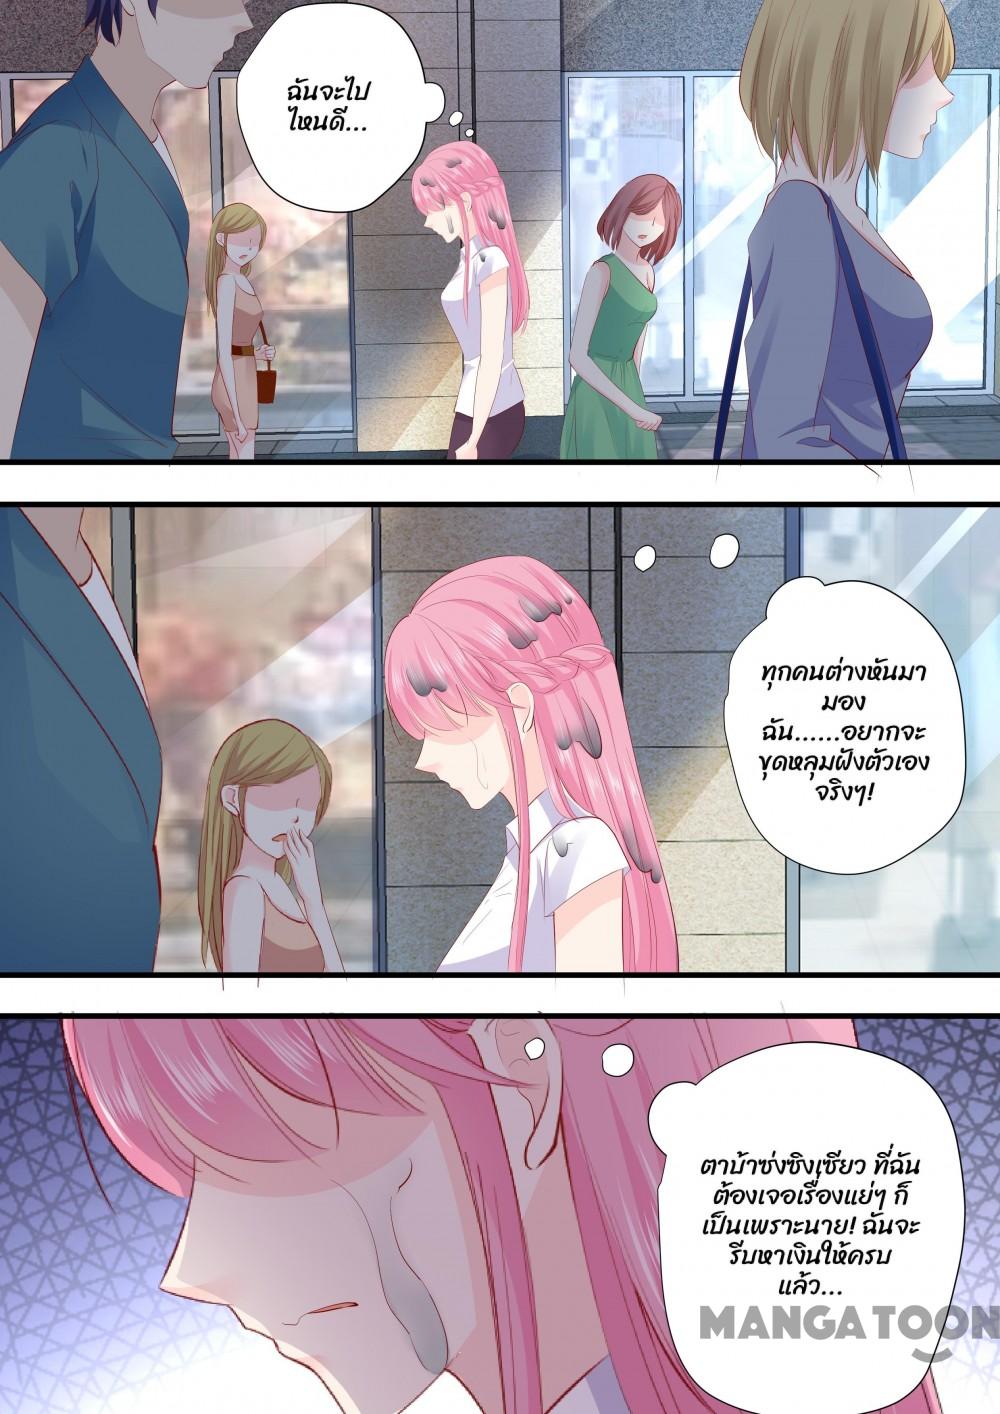 ฉันจะไป
ไหนดี...
ทุกคนต่างหันมา
มอง
ฉัน......อยากจะ
ขุดหลุมฝังตัวเอง
จริงๆ!
ตาบ้าซ่งซิงเซียว ที่ฉัน
ต้องเจอเรื่องแย่ๆ ก็
เป็นเพราะนาย! ฉันจะ
รีบหาเงินให้ครบ
แล้ว...
MANGATOON